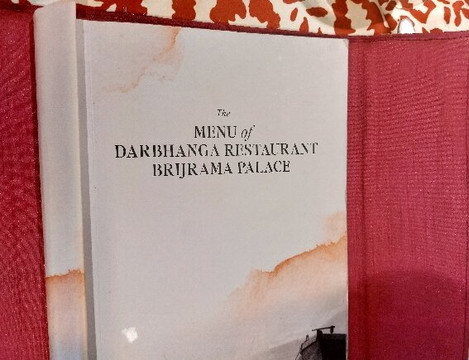 The
MENU of
DARBHANGA RESTAURANT
BRIJRAMA PALACE